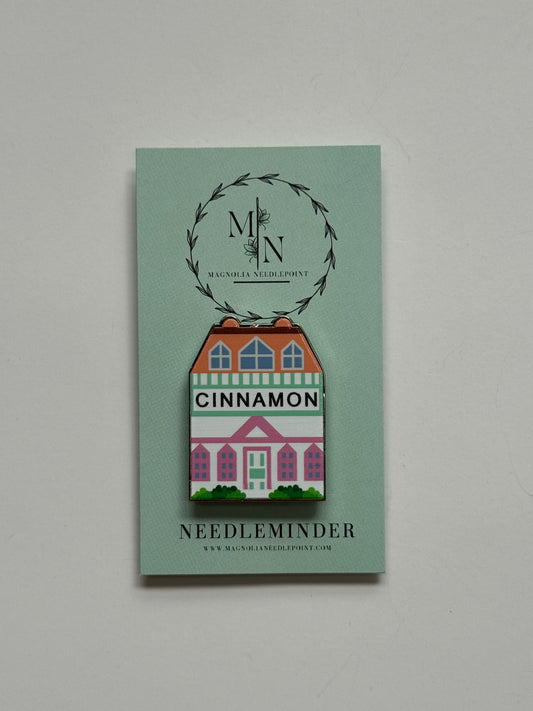 M N
MAGNOLIA NEEDLEPOINT
CINNAMON
NEEDLEMINDER
WWW.MAGNOLIANEEDLEPOINT.COM